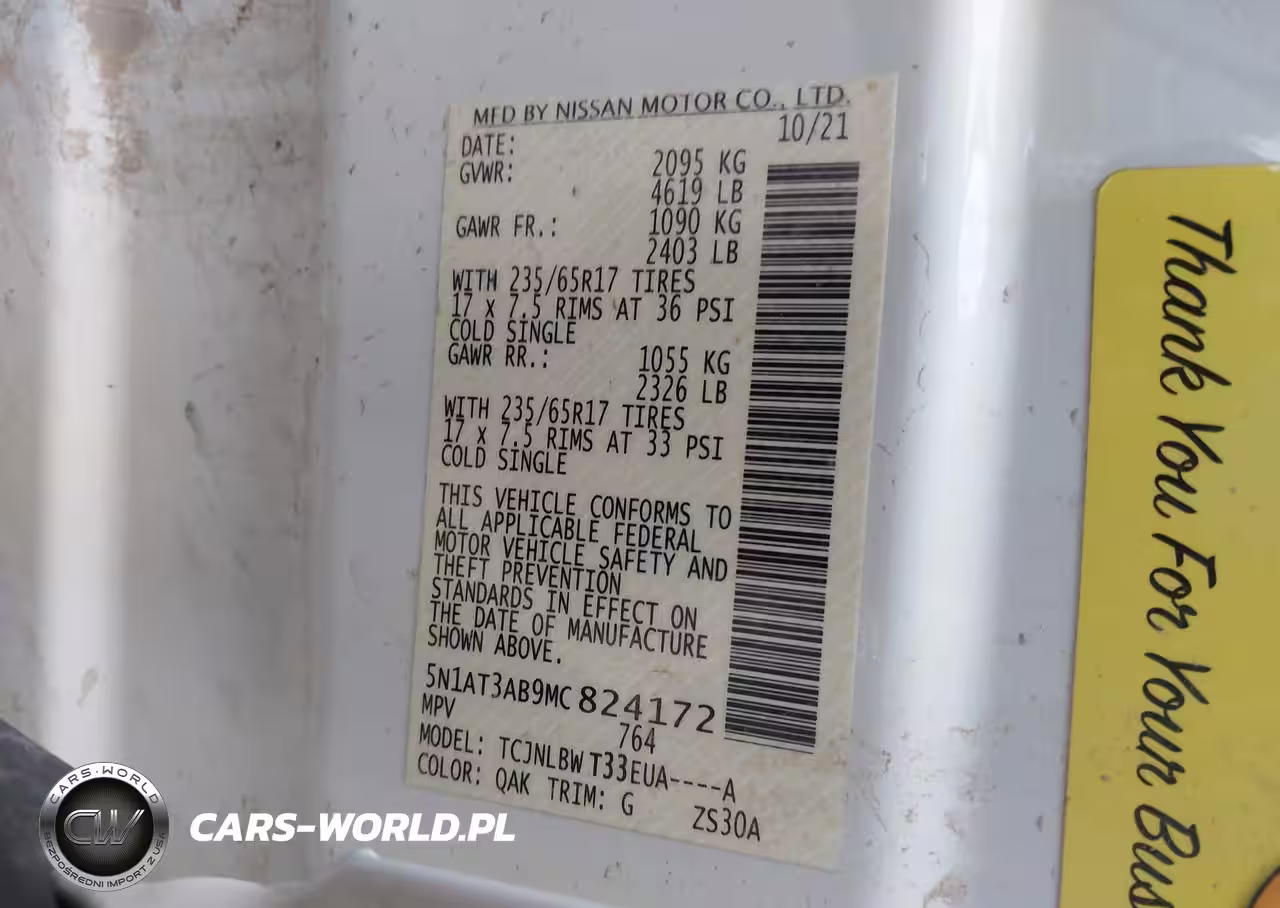 MFD BY NISSAN MOTOR CO., LTD.
DATE: 10/21
GVWR: 2095 KG
4619 LB
GAWR FR.: 1090 KG
2403 LB
WITH 235/65R17 TIRES
17 X 7.5 RIMS AT 36 PSI
COLD SINGLE
GAWR RR.: 1055 KG
2326 LB
WITH 235/65R17 TIRES
17 X 7.5 RIMS AT 33 PSI
COLD SINGLE
THIS VEHICLE CONFORMS TO
ALL APPLICABLE FEDERAL
MOTOR VEHICLE SAFETY AND
THEFT PREVENTION
STANDARDS IN EFFECT ON
THE DATE OF MANUFACTURE
SHOWN ABOVE.
5N1AT3AB9MC824172
MPV 764
MODEL: TCJNLBWT33EUA----A
COLOR: QAK TRIM: G ZS30A
Thank You For Your Bus
CARS-WORLD
CW
BEZPOŚREDNI IMPORT Z USA
CARS-WORLD.PL